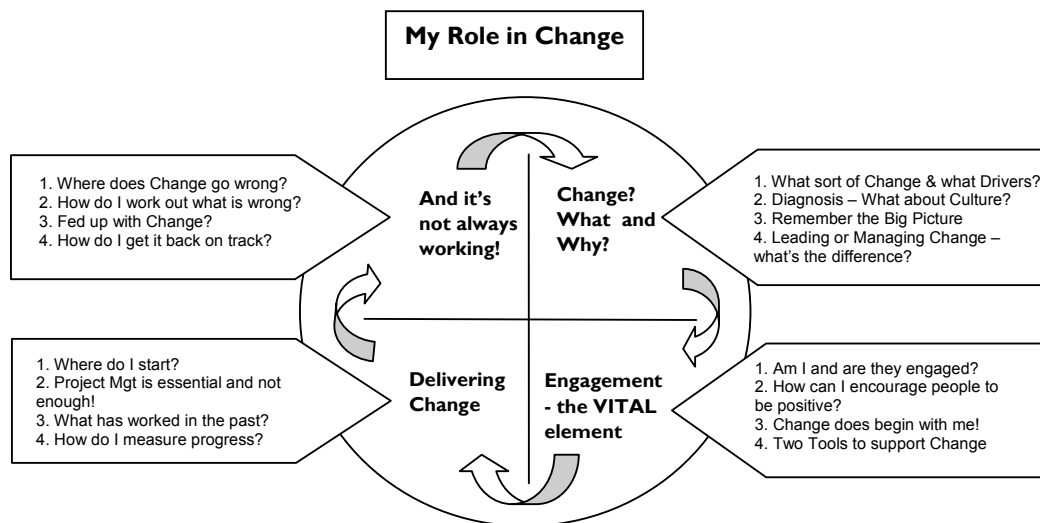 My Role in Change
1. Where does Change go wrong?
2. How do I work out what is wrong?
3. Fed up with Change?
4. How do I get it back on track?
And it's
not always
working!
Change?
What and
Why?
1. What sort of Change & what Drivers?
2. Diagnosis – What about Culture?
3. Remember the Big Picture
4. Leading or Managing Change –
what's the difference?
1. Where do I start?
2. Project Mgt is essential and not
enough!
3. What has worked in the past?
4. How do I measure progress?
Delivering
Change
Engagement
- the VITAL
element
1. Am I and are they engaged?
2. How can I encourage people to
be positive?
3. Change does begin with me!
4. Two Tools to support Change